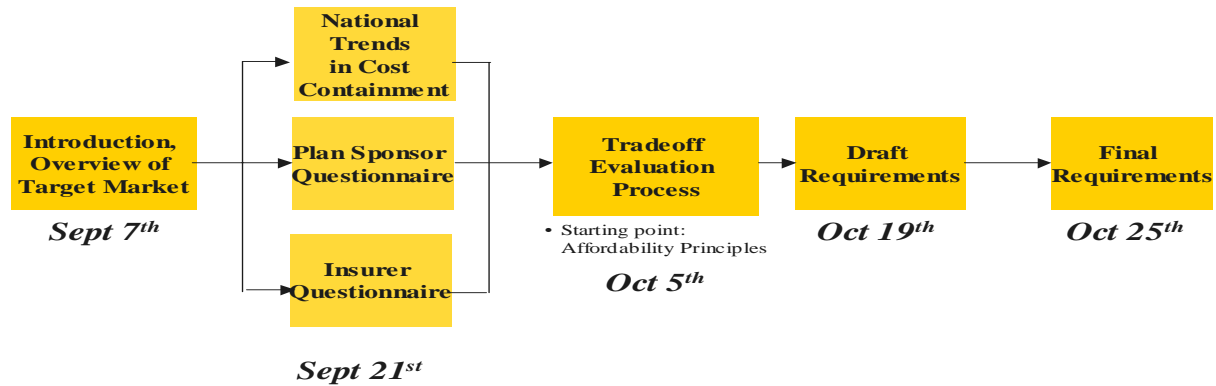 Introduction,
Overview of
Target Market
Sept 7th
National
Trends
in Cost
Containment
Plan Sponsor
Questionnaire
Insurer
Questionnaire
Sept 21st
Tradeoff
Evaluation
Process
• Starting point:
Affordability Principles
Oct 5th
Draft
Requirements
Oct 19th
Final
Requirements
Oct 25th